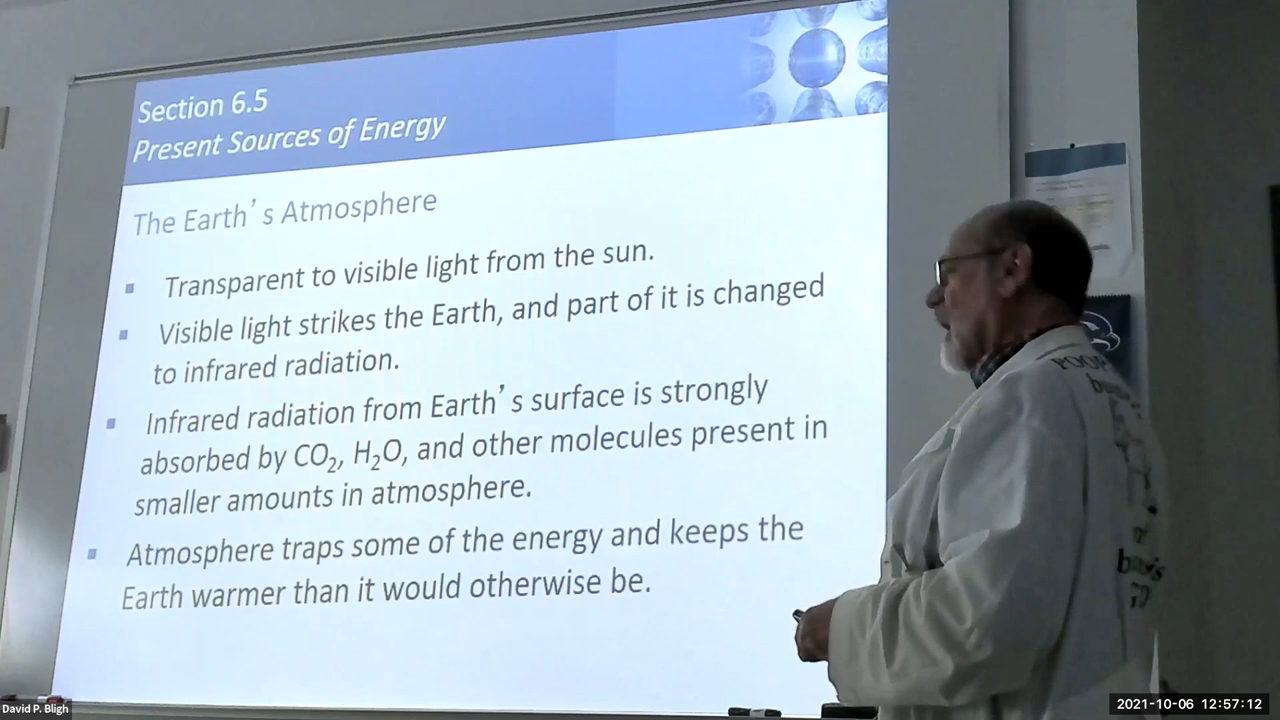 Section 6.5
Present Sources of Energy
The Earth's Atmosphere
Transparent to visible light from the sun.
Visible light strikes the Earth, and part of it is changed
to infrared radiation.
Infrared radiation from Earth's surface is strongly
absorbed by CO₂, H₂O, and other molecules present in
smaller amounts in atmosphere.
Atmosphere traps some of the energy and keeps the
Earth warmer than it would otherwise be.
David P. Bligh
2021-10-06 12:57:12